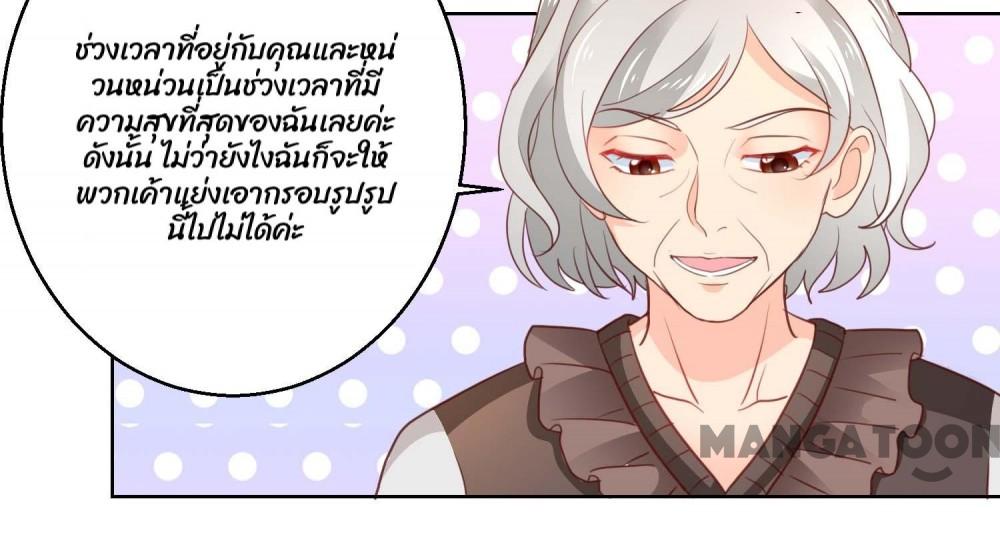 ช่วงเวลาที่อยู่กับคุณและหน่
วนหน่วนเป็นช่วงเวลาที่มี
ความสุขที่สุดของฉันเลยค่ะ
ดังนั้น ไม่ว่ายังไงฉันก็จะให้
พวกเค้าแย่งเอากรอบรูปรูป
นี้ไปไม่ได้ค่ะ
MANGATOON